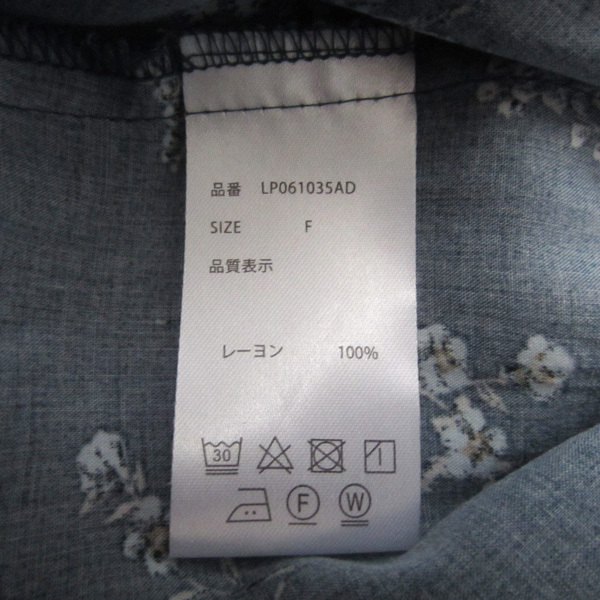 品番 LP061035AD
SIZE F
品質表示
レーヨン 100%
30
F W